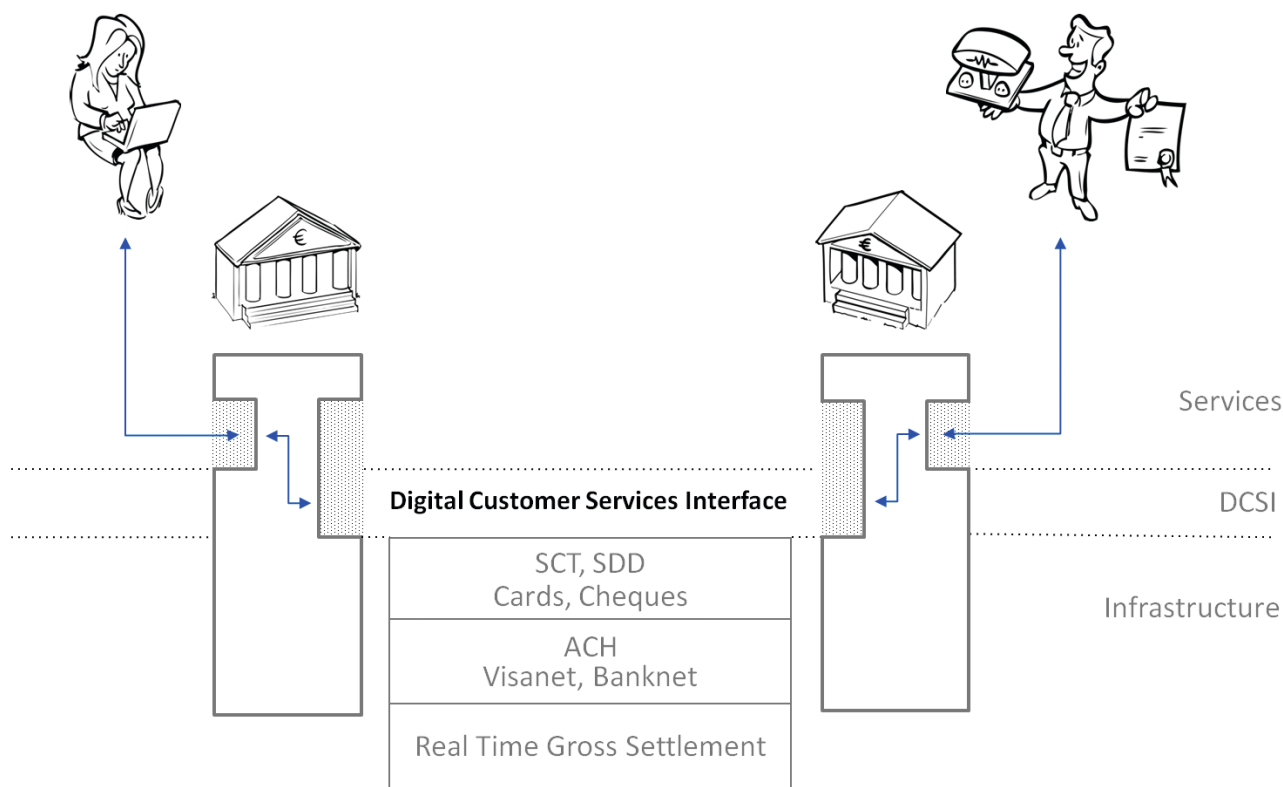 €
€
Services
Digital Customer Services Interface
DCSI
SCT, SDD
Cards, Cheques
Infrastructure
ACH
Visanet, Banknet
Real Time Gross Settlement